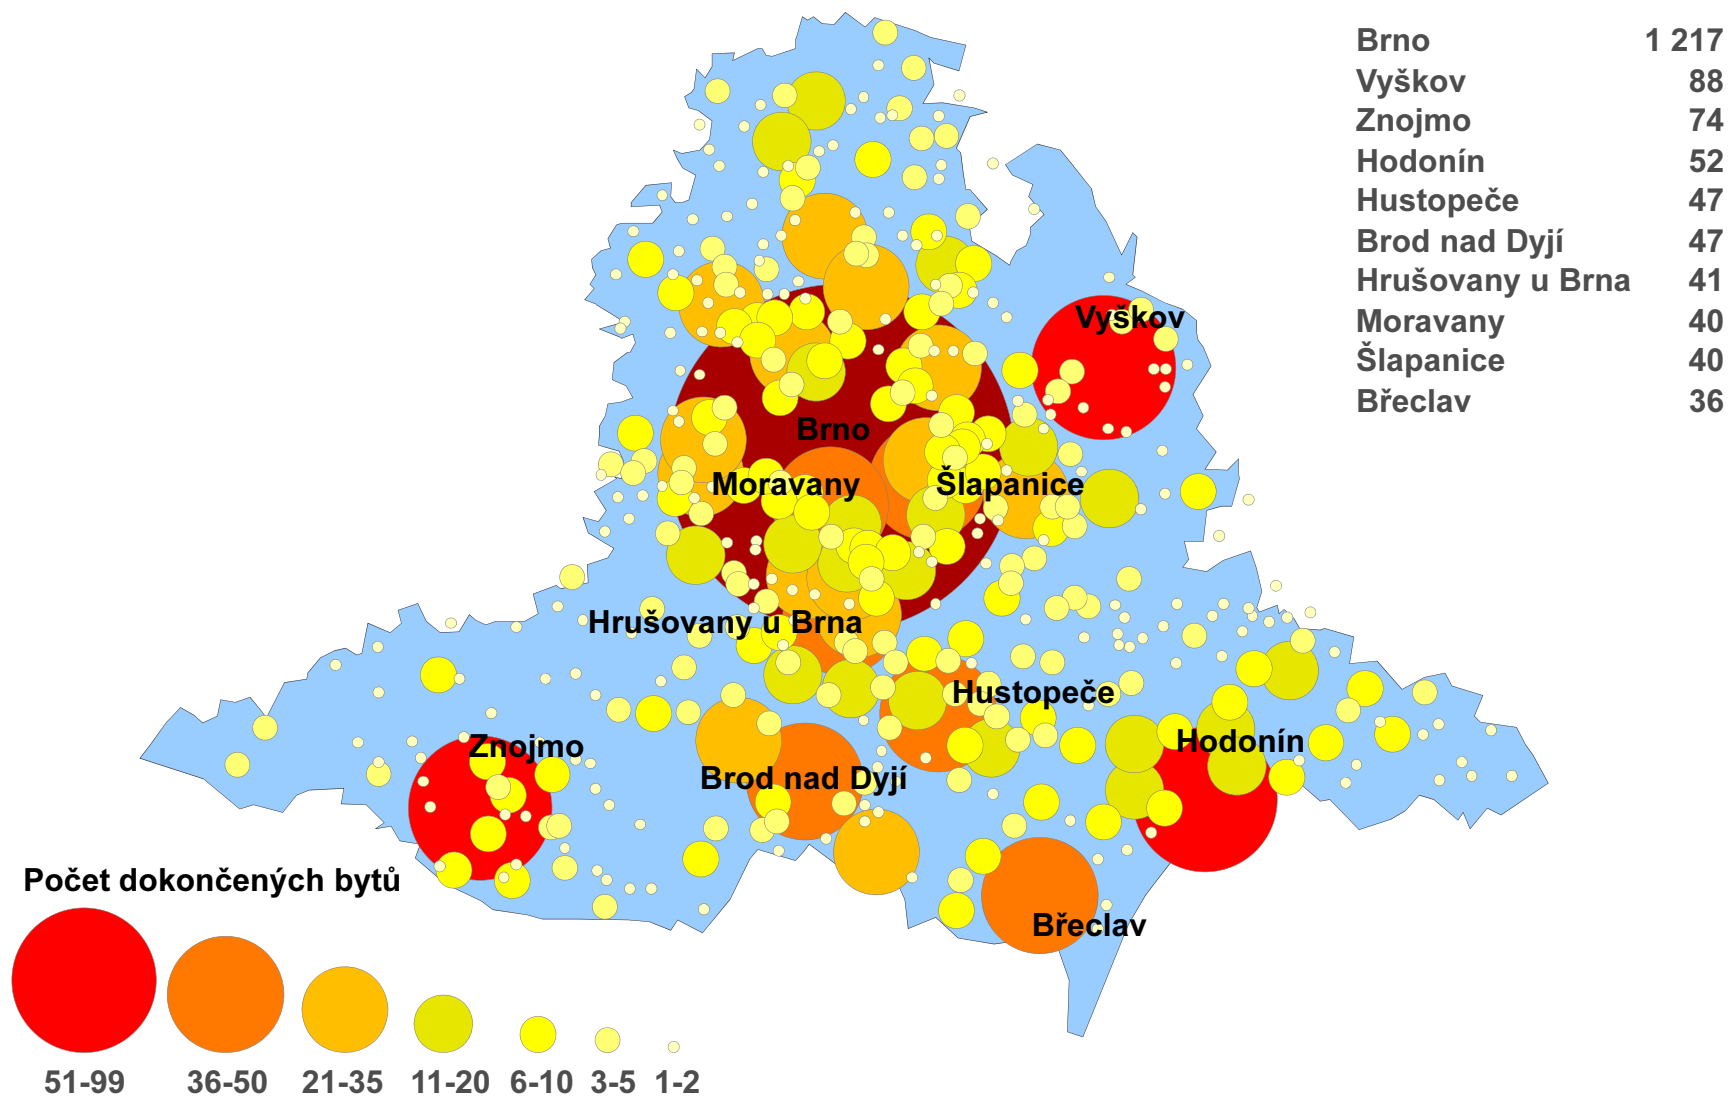 Brno 1 217
Vyškov 88
Znojmo 74
Hodonín 52
Hustopeče 47
Brod nad Dyjí 47
Hrušovany u Brna 41
Moravany 40
Šlapanice 40
Břeclav 36
Vyškov
Brno
Moravany
Šlapanice
Hrušovany u Brna
Hustopeče
Znojmo
Hodonín
Brod nad Dyjí
Břeclav
Počet dokončených bytů
51-99 36-50 21-35 11-20 6-10 3-5 1-2